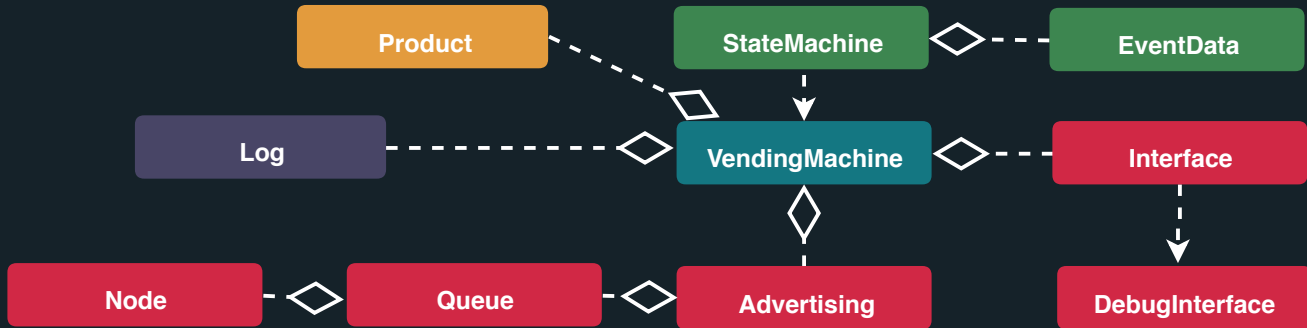 Product
StateMachine
EventData
Log
VendingMachine
Interface
Node
Queue
Advertising
DebugInterface